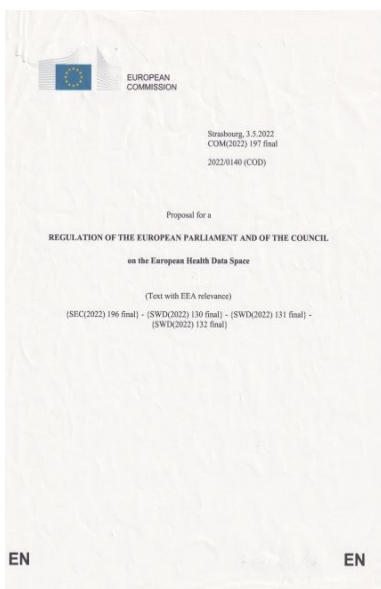 EUROPEAN
COMMISSION
Strasbourg, 3.5.2022
COM(2022) 197 final
2022/0140 (COD)
Proposal for a
REGULATION OF THE EUROPEAN PARLIAMENT AND OF THE COUNCIL
on the European Health Data Space
(Text with EEA relevance)
{SEC(2022) 196 final} - {SWD(2022) 130 final} - {SWD(2022) 131 final} -
{SWD(2022) 132 final}
EN
EN